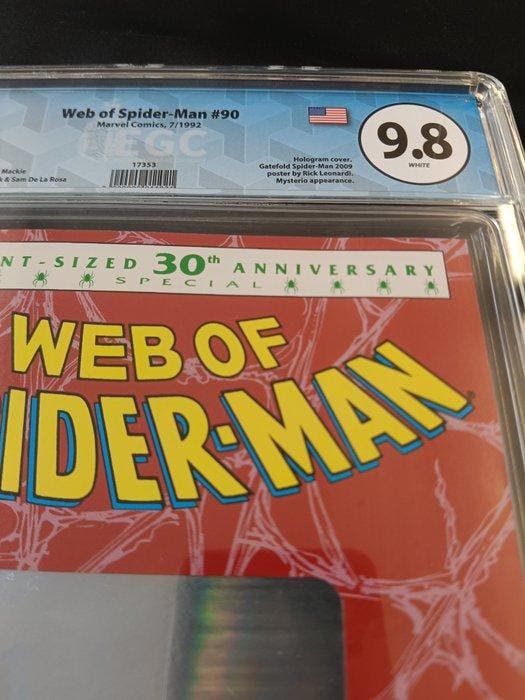 Web of Spider-Man #90
Marvel Comics, 7/1992
EGC
9.8
WHITE
Mackie
k & Sam De La Rosa
17353
Hologram cover.
Gatefold Spider-Man 2009
poster by Rick Leonardi.
Mysterio appearance.
NT-SIZED 30th ANNIVERSARY
SPECIAL
WEB OF
IDER-MAN